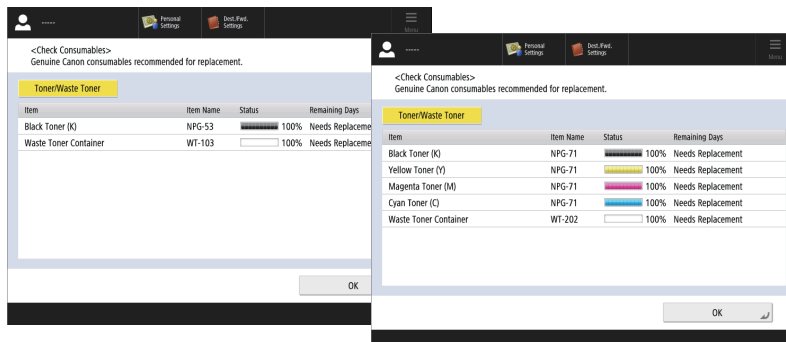 -----
Personal
Settings
Dest./Fwd.
Settings
Menu
<Check Consumables>
Genuine Canon consumables recommended for replacement.
Toner/Waste Toner
Item Item Name Status Remaining Days
Black Toner (K) NPG-53 100% Needs Replaceme
Waste Toner Container WT-103 100% Needs Replaceme
OK
-----
Personal
Settings
Dest./Fwd.
Settings
Menu
<Check Consumables>
Genuine Canon consumables recommended for replacement.
Toner/Waste Toner
Item Item Name Status Remaining Days
Black Toner (K) NPG-71 100% Needs Replacement
Yellow Toner (Y) NPG-71 100% Needs Replacement
Magenta Toner (M) NPG-71 100% Needs Replacement
Cyan Toner (C) NPG-71 100% Needs Replacement
Waste Toner Container WT-202 100% Needs Replacement
OK